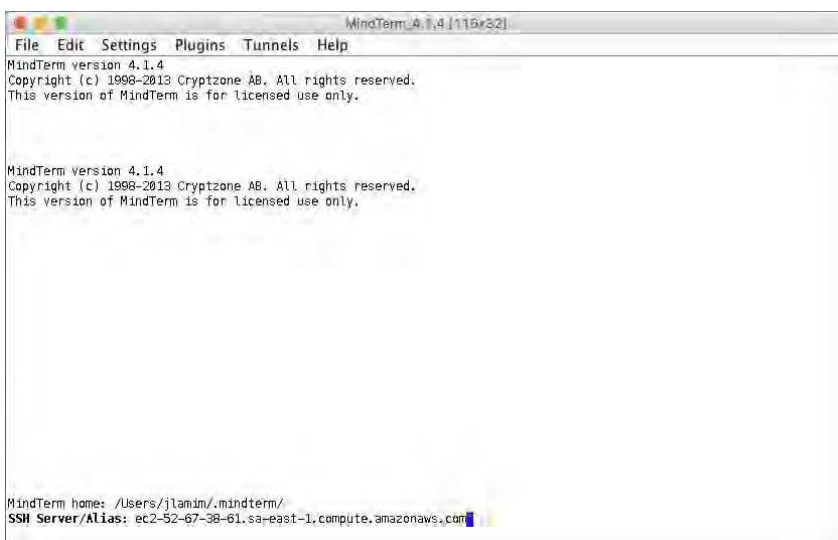 MindTerm_4.1.4 [115x32]
File Edit Settings Plugins Tunnels Help
MindTerm version 4.1.4
Copyright (c) 1998-2013 Cryptzone AB. All rights reserved.
This version of MindTerm is for licensed use only.
MindTerm version 4.1.4
Copyright (c) 1998-2013 Cryptzone AB. All rights reserved.
This version of MindTerm is for licensed use only.
MindTerm home: /Users/jlamim/.mindterm/
SSH Server/Alias: ec2-52-67-38-61.sa-east-1.compute.amazonaws.com